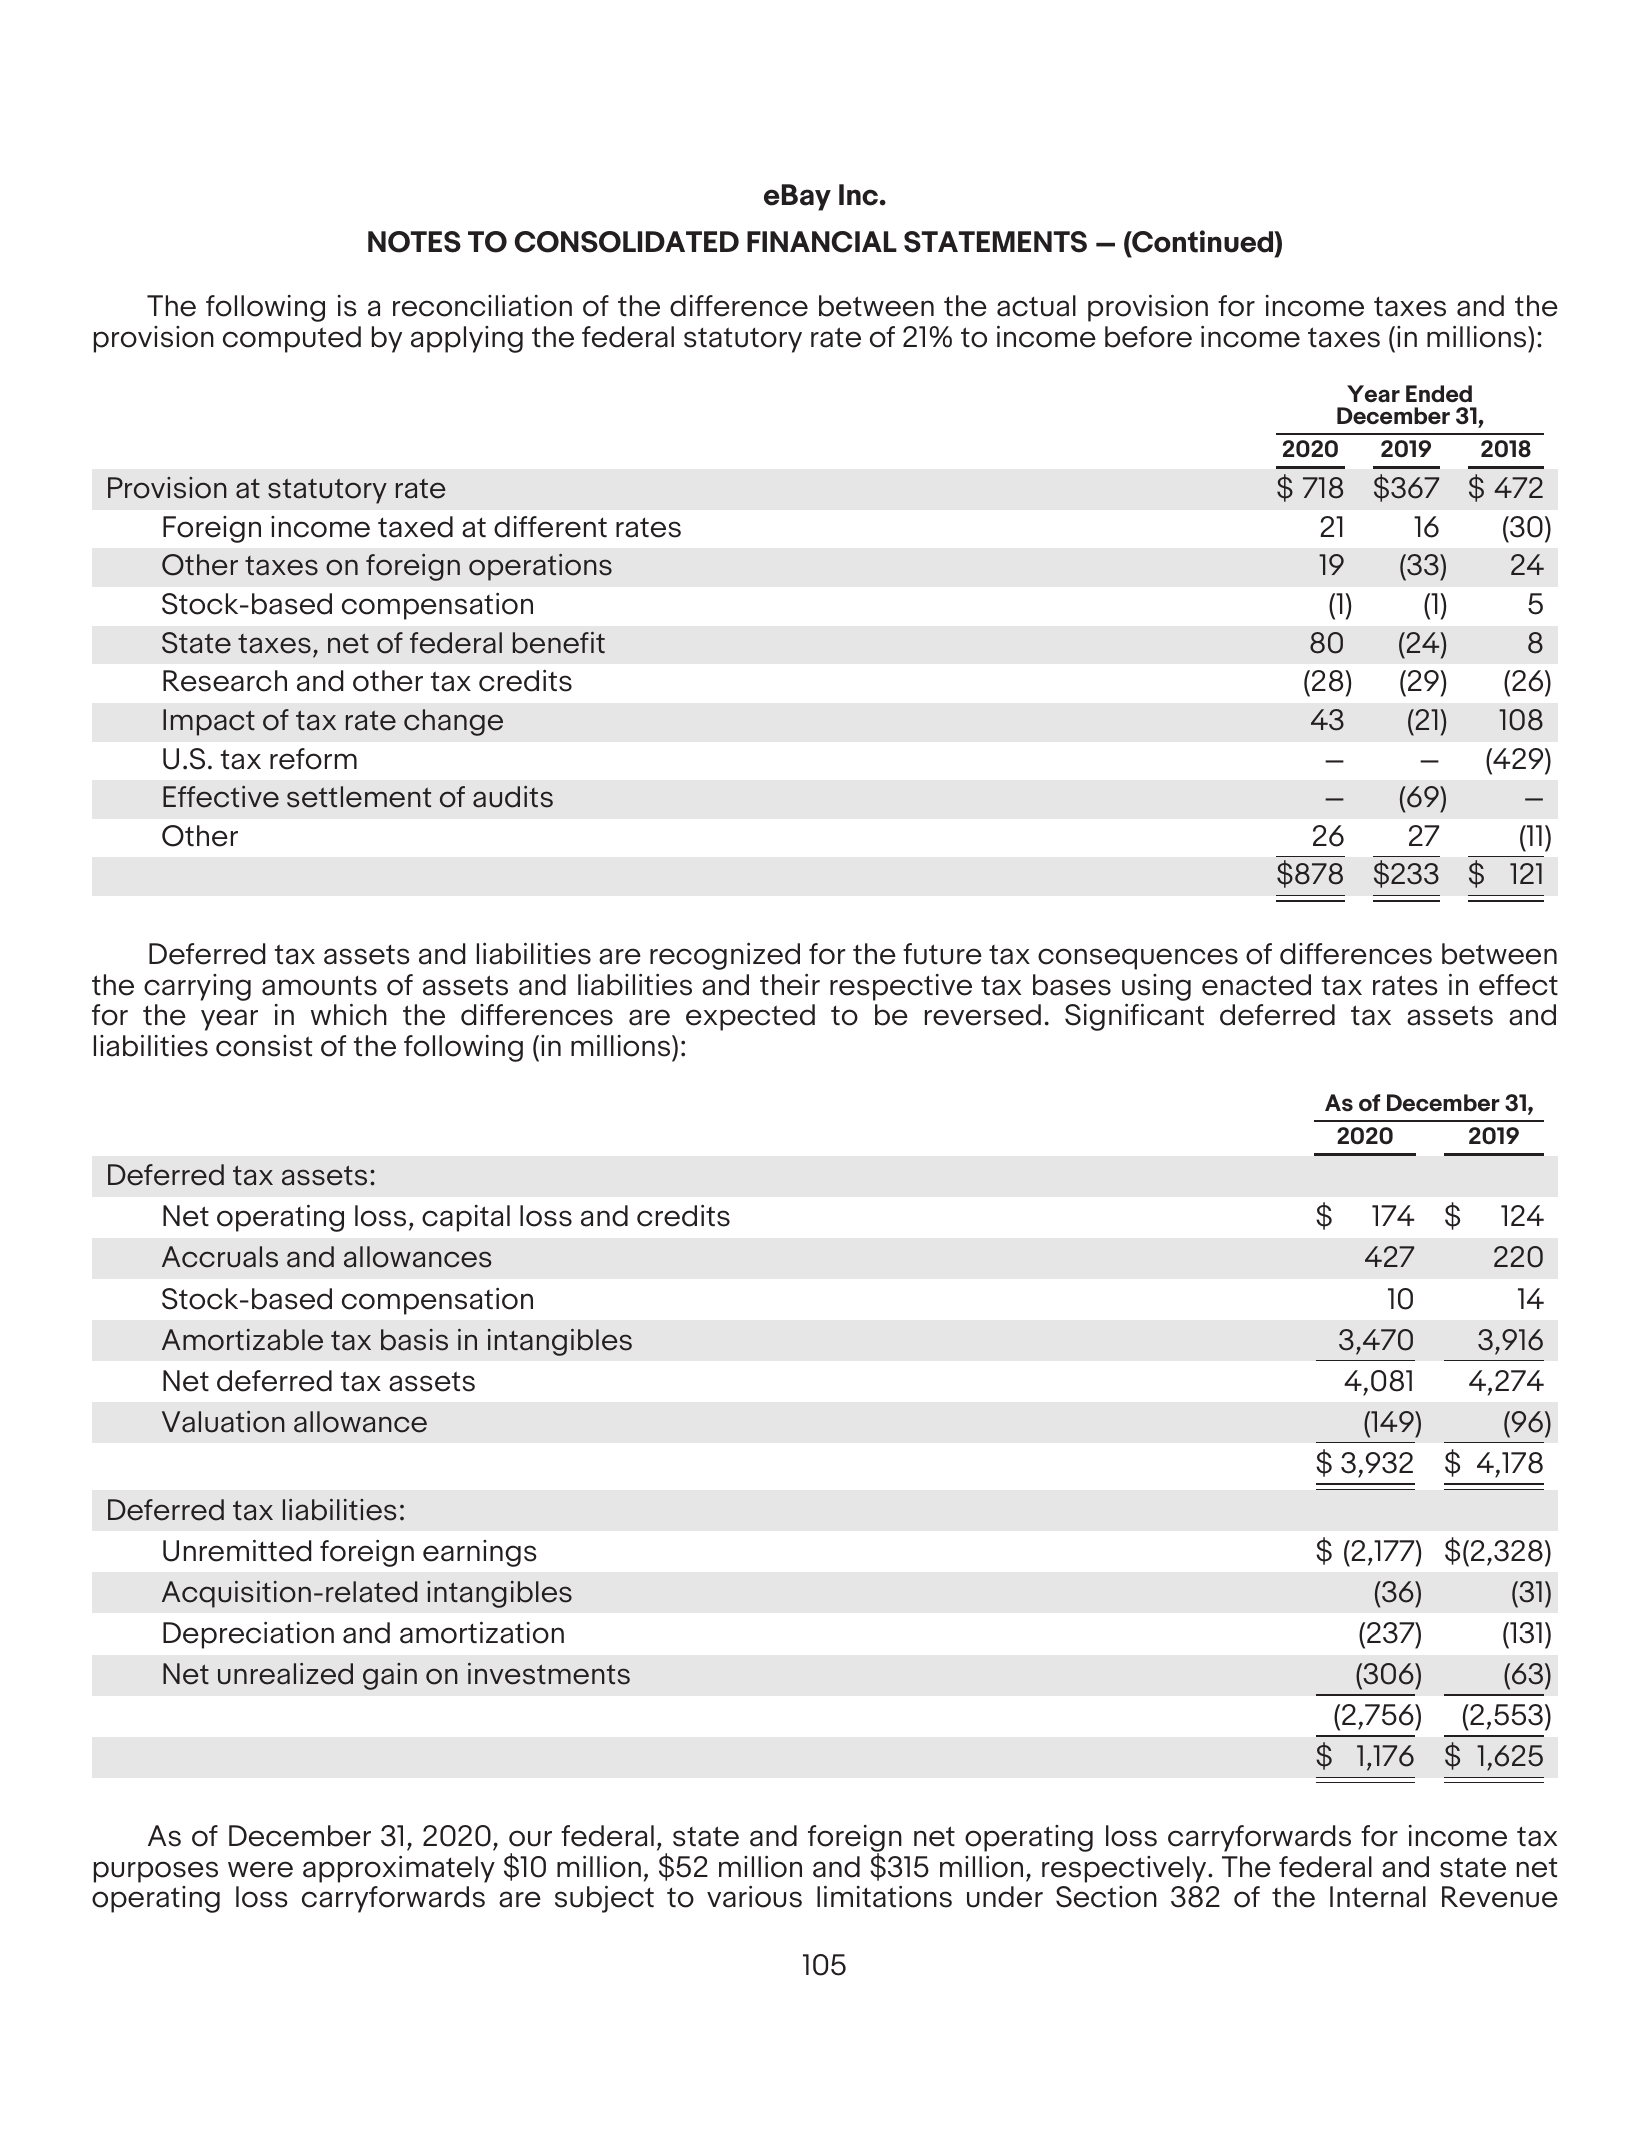 eBay Inc.
NOTES TO CONSOLIDATED FINANCIAL STATEMENTS — (Continued)
The following is a reconciliation of the difference between the actual provision for income taxes and the
provision computed by applying the federal statutory rate of 21% to income before income taxes (in millions):
Year Ended
December 31,
2020 2019 2018
Provision at statutory rate $ 718 $367 $ 472
Foreign income taxed at different rates 21 16 (30)
Other taxes on foreign operations 19 (33) 24
Stock-based compensation (1) (1) 5
State taxes, net of federal benefit 80 (24) 8
Research and other tax credits (28) (29) (26)
Impact of tax rate change 43 (21) 108
U.S. tax reform — — (429)
Effective settlement of audits — (69) —
Other 26 27 (11)
$878 $233 $ 121
Deferred tax assets and liabilities are recognized for the future tax consequences of differences between
the carrying amounts of assets and liabilities and their respective tax bases using enacted tax rates in effect
for the year in which the differences are expected to be reversed. Significant deferred tax assets and
liabilities consist of the following (in millions):
As of December 31,
2020 2019
Deferred tax assets:
Net operating loss, capital loss and credits $ 174 $ 124
Accruals and allowances 427 220
Stock-based compensation 10 14
Amortizable tax basis in intangibles 3,470 3,916
Net deferred tax assets 4,081 4,274
Valuation allowance (149) (96)
$ 3,932 $ 4,178
Deferred tax liabilities:
Unremitted foreign earnings $ (2,177) $(2,328)
Acquisition-related intangibles (36) (31)
Depreciation and amortization (237) (131)
Net unrealized gain on investments (306) (63)
(2,756) (2,553)
$ 1,176 $ 1,625
As of December 31, 2020, our federal, state and foreign net operating loss carryforwards for income tax
purposes were approximately $10 million, $52 million and $315 million, respectively. The federal and state net
operating loss carryforwards are subject to various limitations under Section 382 of the Internal Revenue
105